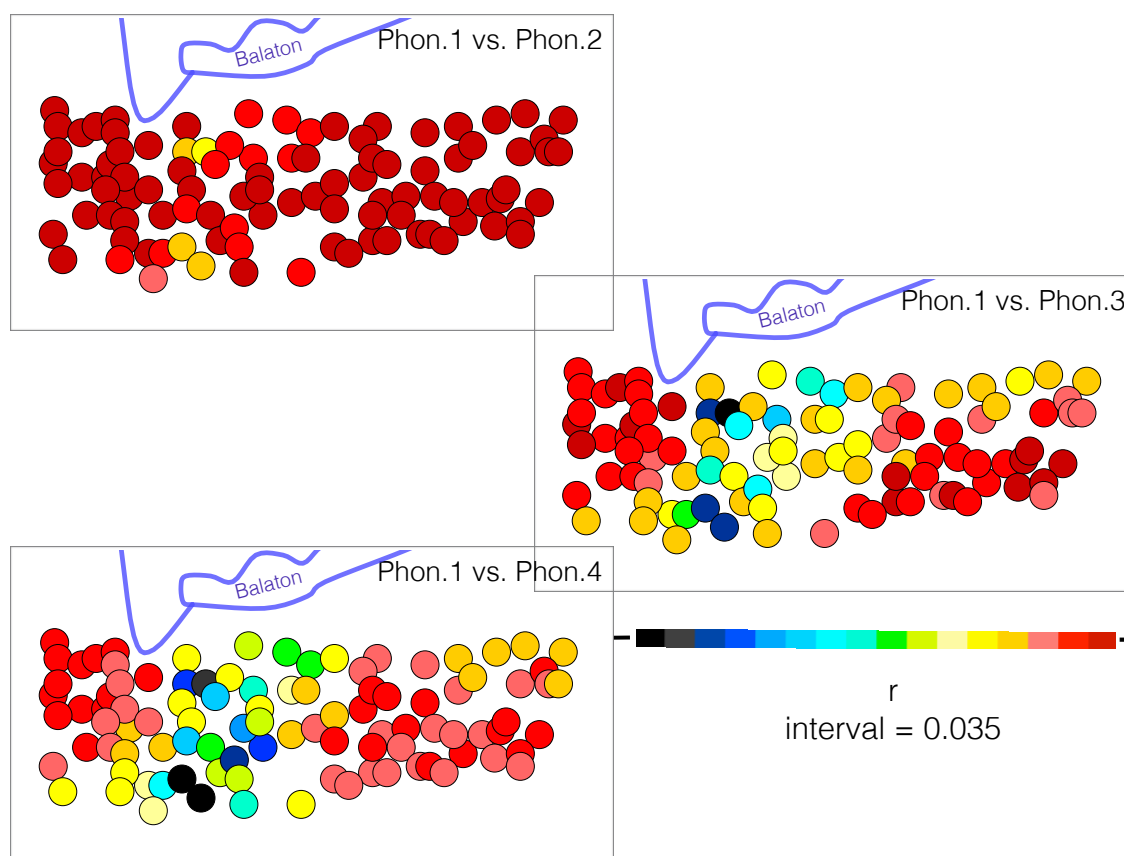 Phon.1 vs. Phon.2
Balaton
Phon.1 vs. Phon.3
Balaton
Phon.1 vs. Phon.4
Balaton
r
interval = 0.035